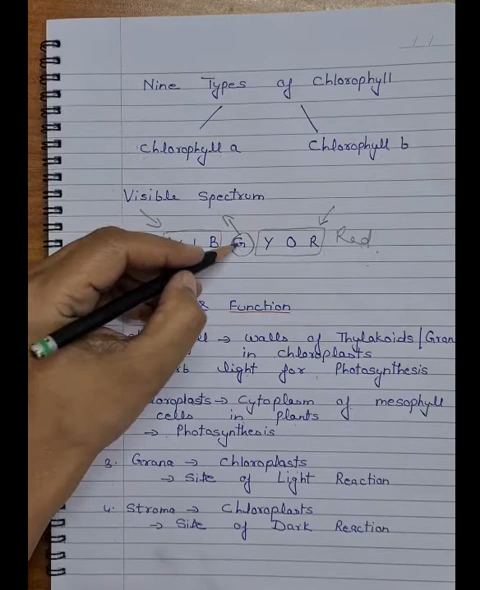 Nine Types of Chlorophyll
Chlorophyll a Chlorophyll b
Visible Spectrum
I B G Y O R Red
& Function
→ Walls of Thylakoids/Grana
in Chloroplasts
light for Photosynthesis
→ Cytoplasm of mesophyll
cells in plants
→ Photosynthesis
3. Grana → Chloroplasts
→ Site of Light Reaction
4. Stroma → Chloroplasts
→ Site of Dark Reaction